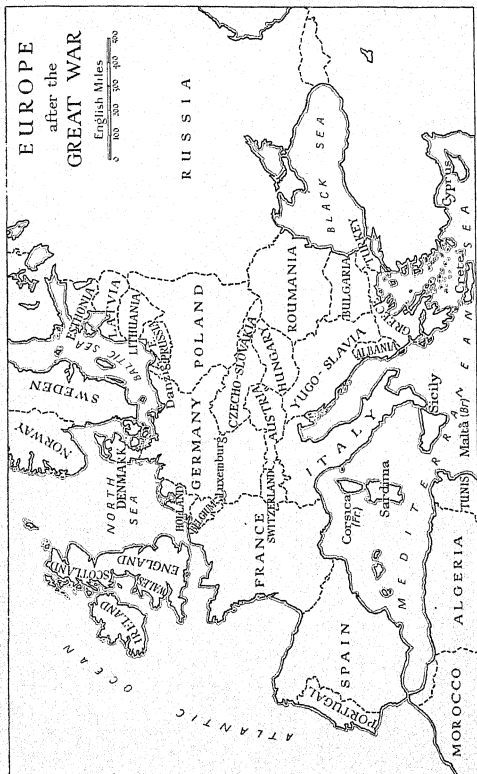 EUROPE
after the
GREAT WAR
English Miles
0 100 200 300 400 500
RUSSIA
NORWAY
SWEDEN
ESTHONIA
LATVIA
LITHUANIA
BALTIC SEA
Danzig
E. PRUSSIA
NORTH SEA
DENMARK
SCOTLAND
IRELAND
WALES
ENGLAND
HOLLAND
BELGIUM
Luxemburg
GERMANY
POLAND
CZECHO-SLOVAKIA
AUSTRIA
HUNGARY
ROUMANIA
FRANCE
SWITZERLAND
ITALY
YUGO-SLAVIA
BULGARIA
ALBANIA
GREECE
TURKEY
BLACK SEA
ATLANTIC OCEAN
PORTUGAL
SPAIN
Corsica
(Fr.)
Sardinia
Sicily
Malta (Br.)
Crete
Cyprus
MEDITERRANEAN SEA
MOROCCO
ALGERIA
TUNIS